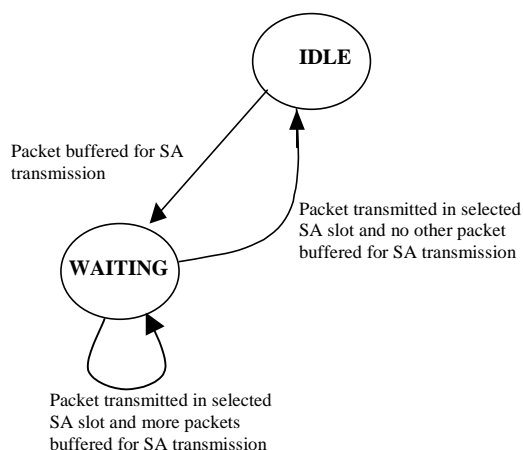 IDLE
Packet buffered for SA
transmission
Packet transmitted in selected
SA slot and no other packet
buffered for SA transmission
WAITING
Packet transmitted in selected
SA slot and more packets
buffered for SA transmission